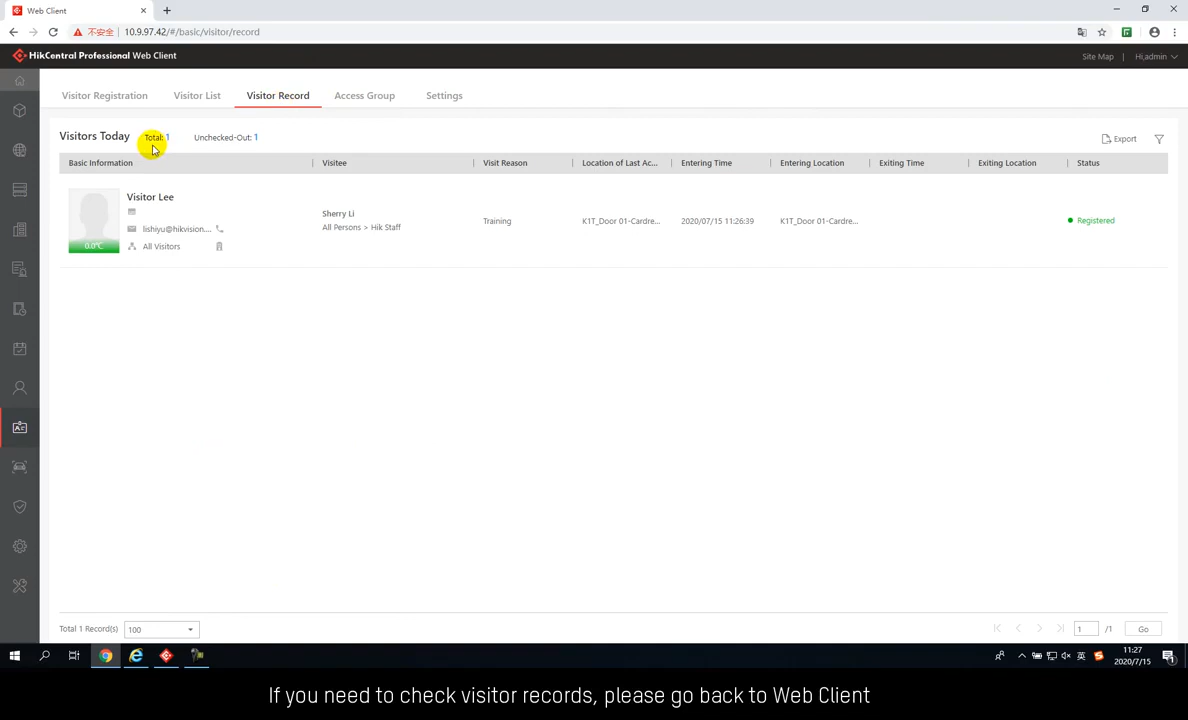 Web Client
不安全
10.9.97.42/#/basic/visitor/record
HikCentral Professional Web Client
Site Map
Hi,admin
Visitor Registration
Visitor List
Visitor Record
Access Group
Settings
Visitors Today
Total: 1
Unchecked-Out: 1
Export
Basic Information
Visitee
Visit Reason
Location of Last Ac...
Entering Time
Entering Location
Exiting Time
Exiting Location
Status
Visitor Lee
lishiyu@hikvision....
All Visitors
0.0℃
Sherry Li
All Persons > Hik Staff
Training
K1T_Door 01-Cardre...
2020/07/15 11:26:39
K1T_Door 01-Cardre...
Registered
Total 1 Record(s)
100
1
/1
Go
英
11:27
2020/7/15
1
If you need to check visitor records, please go back to Web Client